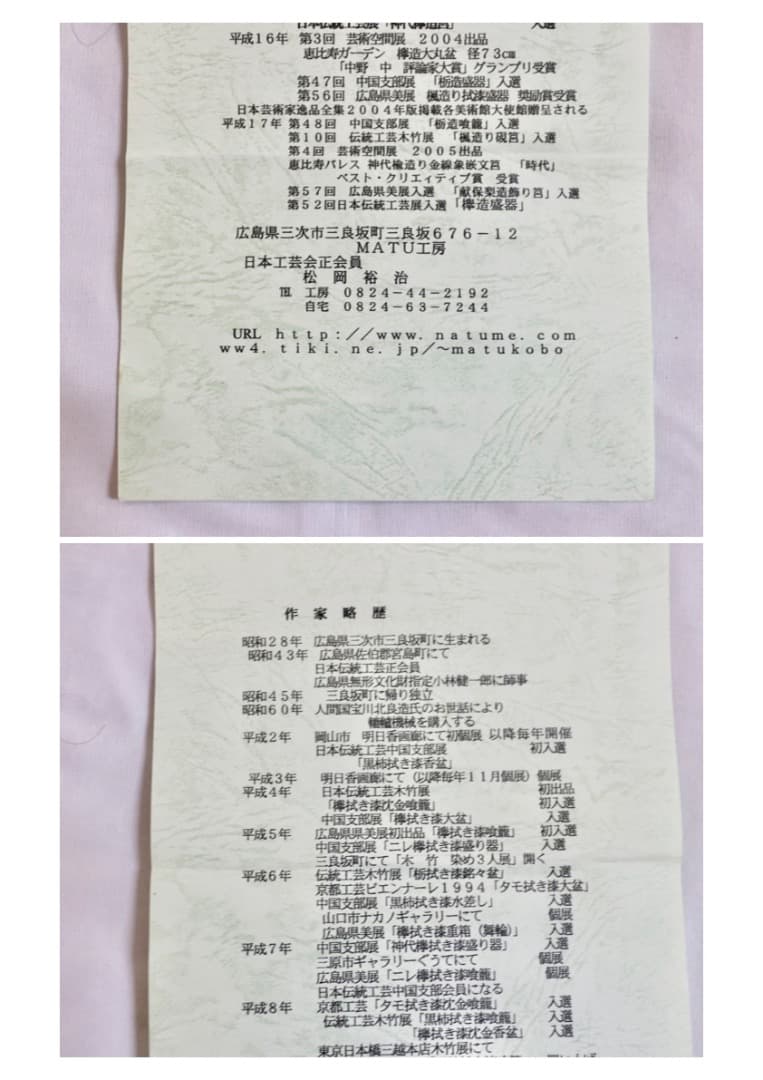 日本伝統工芸展「神代欅造筥」 入選
平成16年 第3回 芸術空間展 2004出品
恵比寿ガーデン 欅造大丸盆 径73cm
「中野 中 評論家大賞」グランプリ受賞
第47回 中国支部展 「栃造盛器」入選
第56回 広島県美展 楓造り拭漆盛器 奨励賞受賞
日本芸術家逸品全集2004年版掲載各美術館大使館贈呈される
平成17年 第48回 中国支部展 「栃造喰籠」入選
第10回 伝統工芸木竹展 「楓造り硯筥」入選
第4回 芸術空間展 2005出品
恵比寿パレス 神代楡造り金線象嵌文筥 「時代」
ベスト・クリエィティブ賞 受賞
第57回 広島県美展入選 「献保梨造飾り筥」入選
第52回日本伝統工芸展入選「欅造盛器」
広島県三次市三良坂町三良坂676-12
MATU工房
日本工芸会正会員
松 岡 裕 治
℡ 工房 0824-44-2192
自宅 0824-63-7244
URL http://www.natume.com
ww4.tiki.ne.jp/~matukobo
作 家 略 歴
昭和28年 広島県三次市三良坂町に生まれる
昭和43年 広島県佐伯郡宮島町にて
日本伝統工芸正会員
広島県無形文化財指定小林健一郎に師事
昭和45年 三良坂町に帰り独立
昭和60年 人間国宝川北良造氏のお世話により
轆轤機械を購入する
平成2年 岡山市 明日香画廊にて初個展 以降毎年開催
日本伝統工芸中国支部展 初入選
「黒柿拭き漆香盆」
平成3年 明日香画廊にて(以降毎年11月個展)個展
平成4年 日本伝統工芸木竹展 初出品
「欅拭き漆沈金喰籠」 初入選
中国支部展「欅拭き漆大盆」 入選
平成5年 広島県県美展初出品「欅拭き漆喰籠」 初入選
中国支部展「ニレ欅拭き漆盛り器」 入選
三良坂町にて「木 竹 染め3人展」開く
平成6年 伝統工芸木竹展「栃拭き漆銘々盆」 入選
京都工芸ビエンナーレ1994「タモ拭き漆大盆」
中国支部展「黒柿拭き漆水差し」 入選
山口市ナカノギャラリーにて 個展
広島県美展「欅拭き漆重箱(舞輪)」 入選
平成7年 中国支部展「神代欅拭き漆盛り器」 入選
三原市ギャラリーぐうてにて 個展
広島県美展「ニレ欅拭き漆喰籠」 個展
日本伝統工芸中国支部会員になる
平成8年 京都工芸「タモ拭き漆沈金喰籠」 入選
伝統工芸木竹展「黒柿拭き漆喰籠」 入選
「欅拭き漆沈金香盆」 入選
東京日本橋三越本店木竹展にて